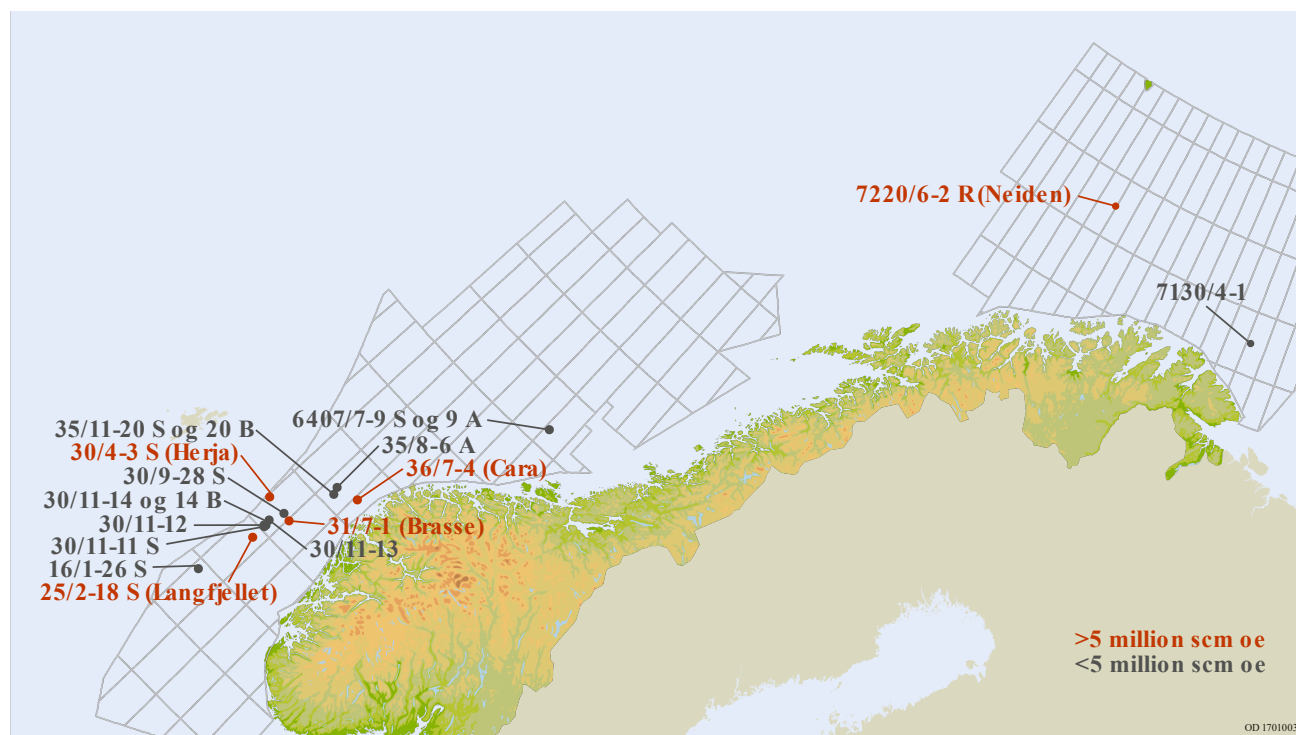 7220/6-2 R(Neiden)
7130/4-1
6407/7-9 S og 9 A
35/11-20 S og 20 B
35/8-6 A
30/4-3 S (Herja)
36/7-4 (Cara)
30/9-28 S
30/11-14 og 14 B
30/11-12
31/7-1 (Brasse)
30/11-11 S
30/11-13
16/1-26 S
25/2-18 S (Langfjellet)
>5 million scm oe
<5 million scm oe
OD 1701003